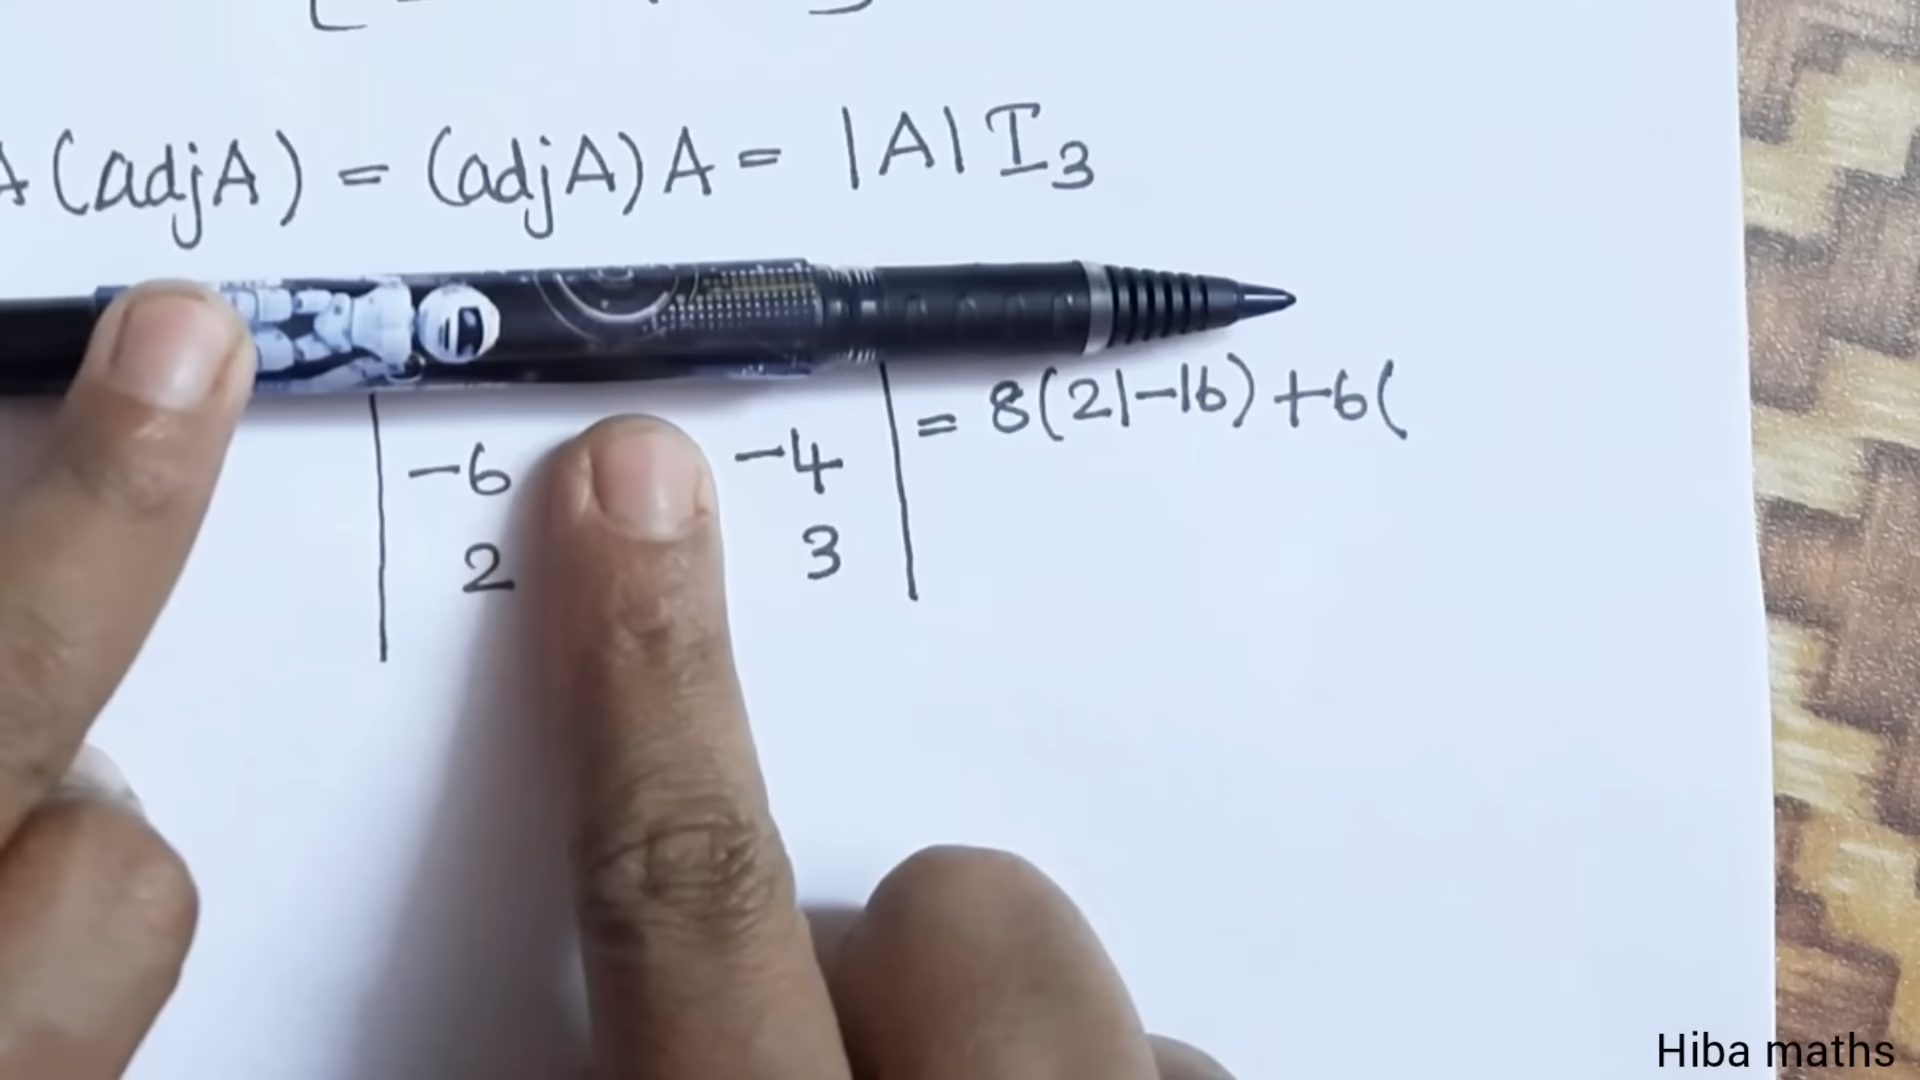 A (adjA) = (adjA) A = |A| I₃
= 8(21-16) +6(
-6 -4
2 3
Hiba maths